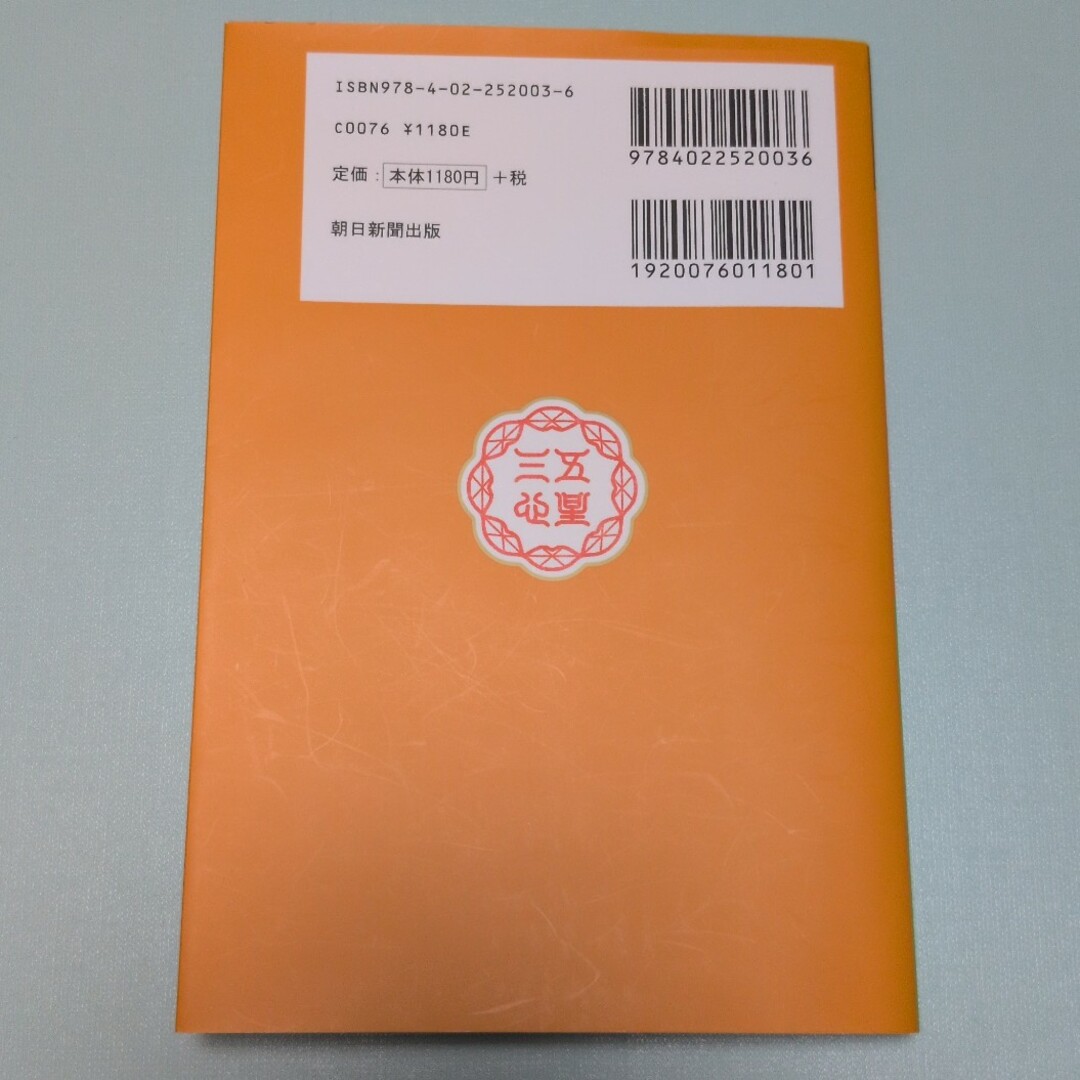 ISBN978-4-02-252003-6
C0076 ¥1180E
定価：本体1180円+税
朝日新聞出版
9784022520036
1920076011801
五星
三心